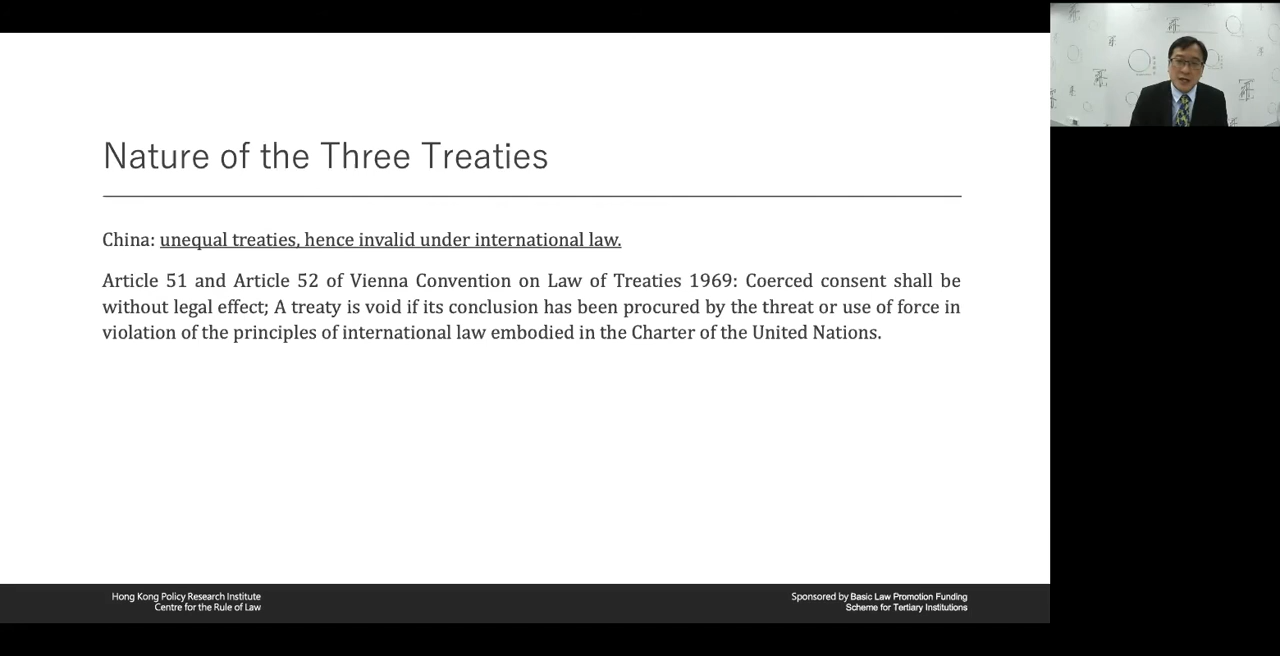 Nature of the Three Treaties
China: unequal treaties, hence invalid under international law.
Article 51 and Article 52 of Vienna Convention on Law of Treaties 1969: Coerced consent shall be
without legal effect; A treaty is void if its conclusion has been procured by the threat or use of force in
violation of the principles of international law embodied in the Charter of the United Nations.
Hong Kong Policy Research Institute
Centre for the Rule of Law
Sponsored by Basic Law Promotion Funding
Scheme for Tertiary Institutions